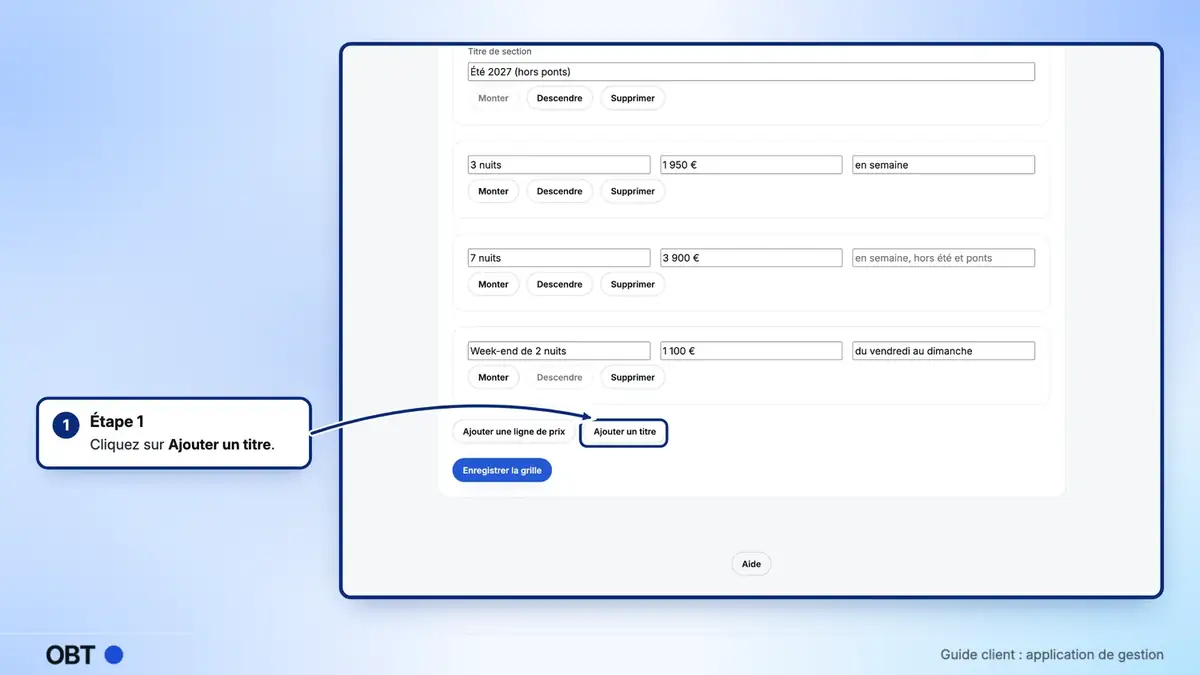 Titre de section
Été 2027 (hors ponts)
Monter Descendre Supprimer
3 nuits 1 950 € en semaine
Monter Descendre Supprimer
7 nuits 3 900 € en semaine, hors été et ponts
Monter Descendre Supprimer
Week-end de 2 nuits 1 100 € du vendredi au dimanche
Monter Descendre Supprimer
1 Étape 1
Cliquez sur Ajouter un titre.
Ajouter une ligne de prix Ajouter un titre
Enregistrer la grille
Aide
OBT
Guide client : application de gestion